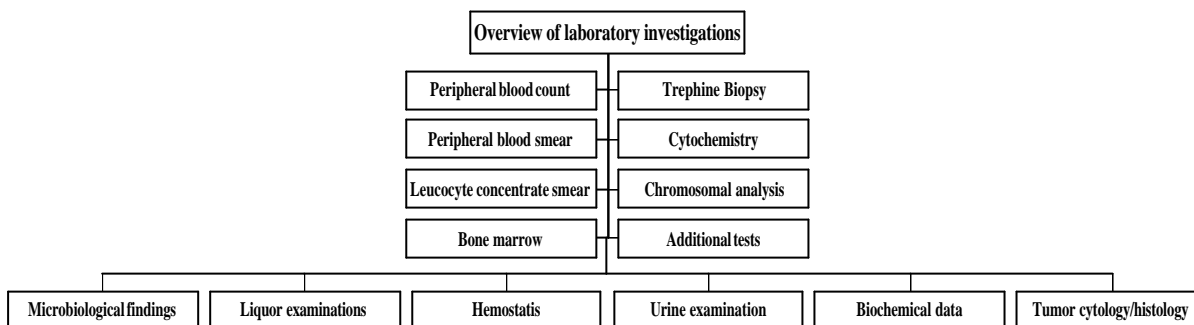 Overview of laboratory investigations
Peripheral blood count
Trephine Biopsy
Peripheral blood smear
Cytochemistry
Leucocyte concentrate smear
Chromosomal analysis
Bone marrow
Additional tests
Microbiological findings
Liquor examinations
Hemostatis
Urine examination
Biochemical data
Tumor cytology/histology